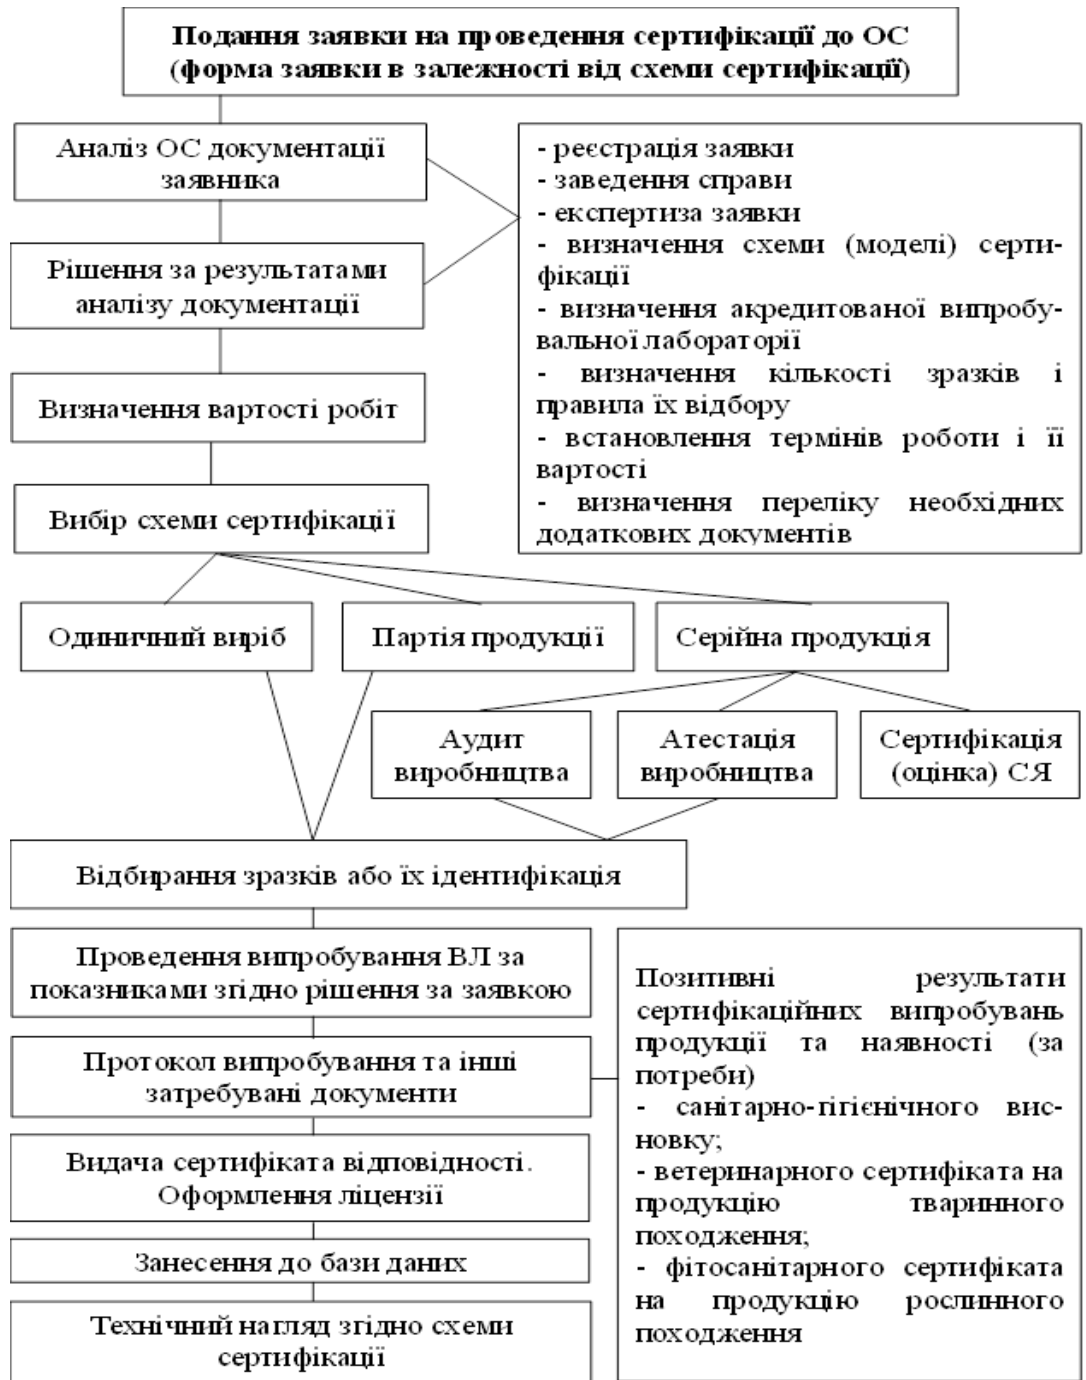 Подання заявки на проведення сертифікації до ОС
(форма заявки в залежності від схеми сертифікації)
Аналіз ОС документації
заявника
Рішення за результатами
аналізу документації
- реєстрація заявки
- заведення справи
- експертиза заявки
- визначення схеми (моделі) серти-
фікації
- визначення акредитованої випробу-
вальної лабораторії
- визначення кількості зразків і
правила їх відбору
- встановлення термінів роботи і її
вартості
- визначення переліку необхідних
додаткових документів
Визначення вартості робіт
Вибір схеми сертифікації
Одиничний виріб
Партія продукції
Серійна продукція
Аудит
виробництва
Атестація
виробництва
Сертифікація
(оцінка) СЯ
Відбирання зразків або їх ідентифікація
Проведення випробування ВЛ за
показниками згідно рішення за заявкою
Протокол випробування та інші
затребувані документи
Видача сертифіката відповідності.
Оформлення ліцензії
Занесення до бази даних
Технічний нагляд згідно схеми
сертифікації
Позитивні результати
сертифікаційних випробувань
продукції та наявності (за
потреби)
- санітарно-гігієнічного вис-
новку;
- ветеринарного сертифіката на
продукцію тваринного
походження;
- фітосанітарного сертифіката
на продукцію рослинного
походження